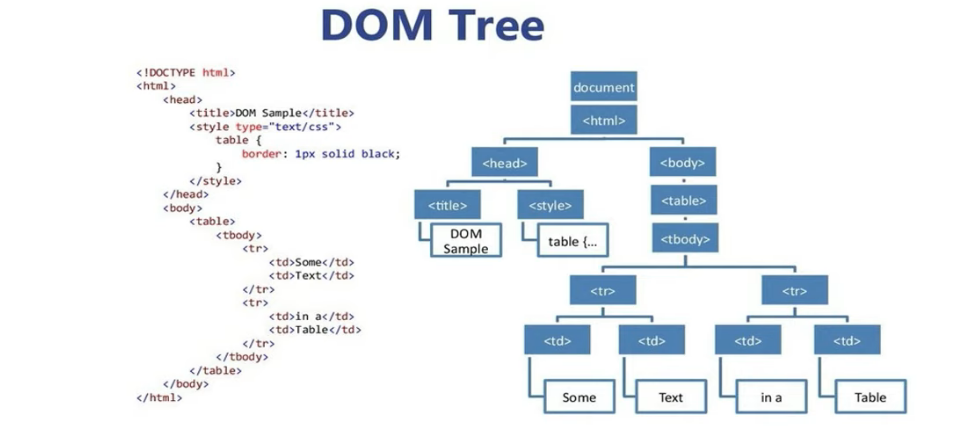 DOM Tree
<!DOCTYPE html>
<html>
<head>
<title>DOM Sample</title>
<style type="text/css">
table {
border: 1px solid black;
}
</style>
</head>
<body>
<table>
<tbody>
<tr>
<td>Some</td>
<td>Text</td>
</tr>
<tr>
<td>in a</td>
<td>Table</td>
</tr>
</tbody>
</table>
</body>
</html>
document
<html>
<head>
<body>
<title>
<style>
<table>
DOM
Sample
table {...
<tbody>
<tr>
<tr>
<td>
<td>
<td>
<td>
Some
Text
in a
Table